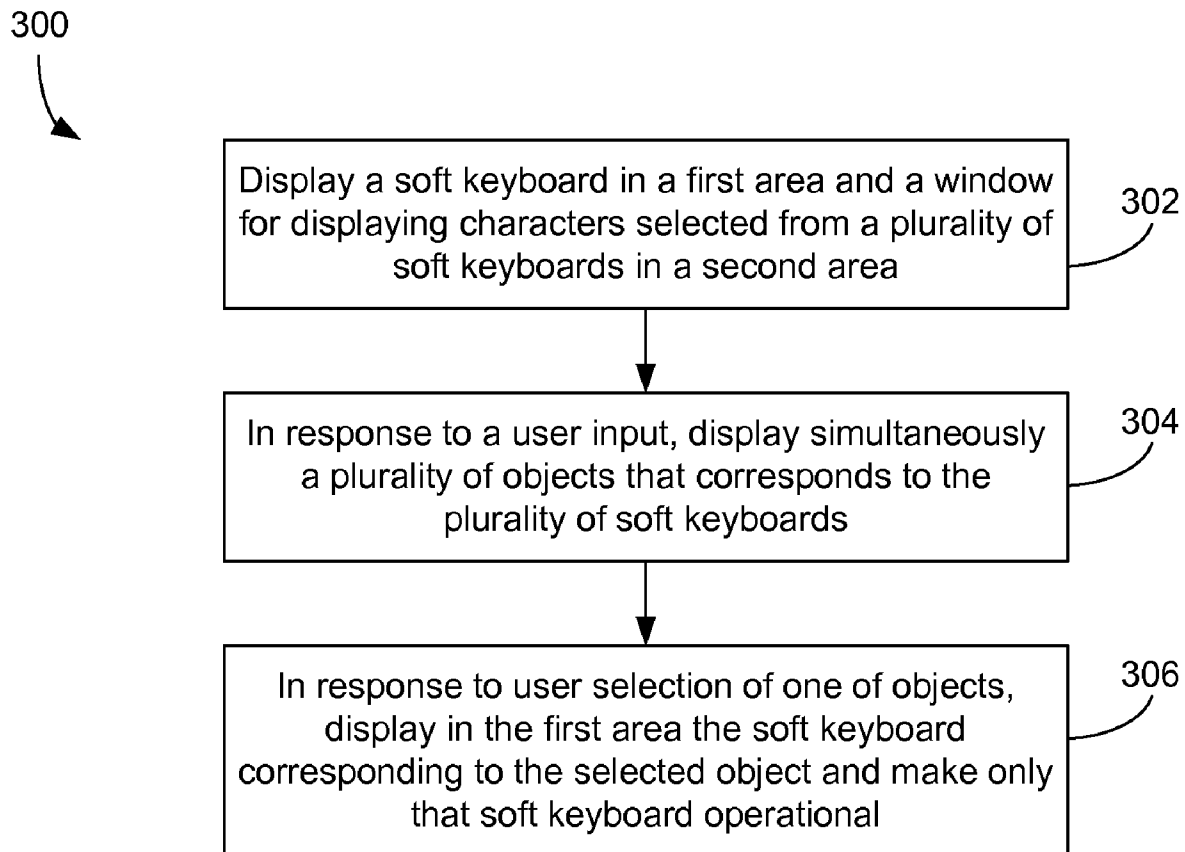 300
Display a soft keyboard in a first area and a window
for displaying characters selected from a plurality of
soft keyboards in a second area
302
In response to a user input, display simultaneously
a plurality of objects that corresponds to the
plurality of soft keyboards
304
In response to user selection of one of objects,
display in the first area the soft keyboard
corresponding to the selected object and make only
that soft keyboard operational
306